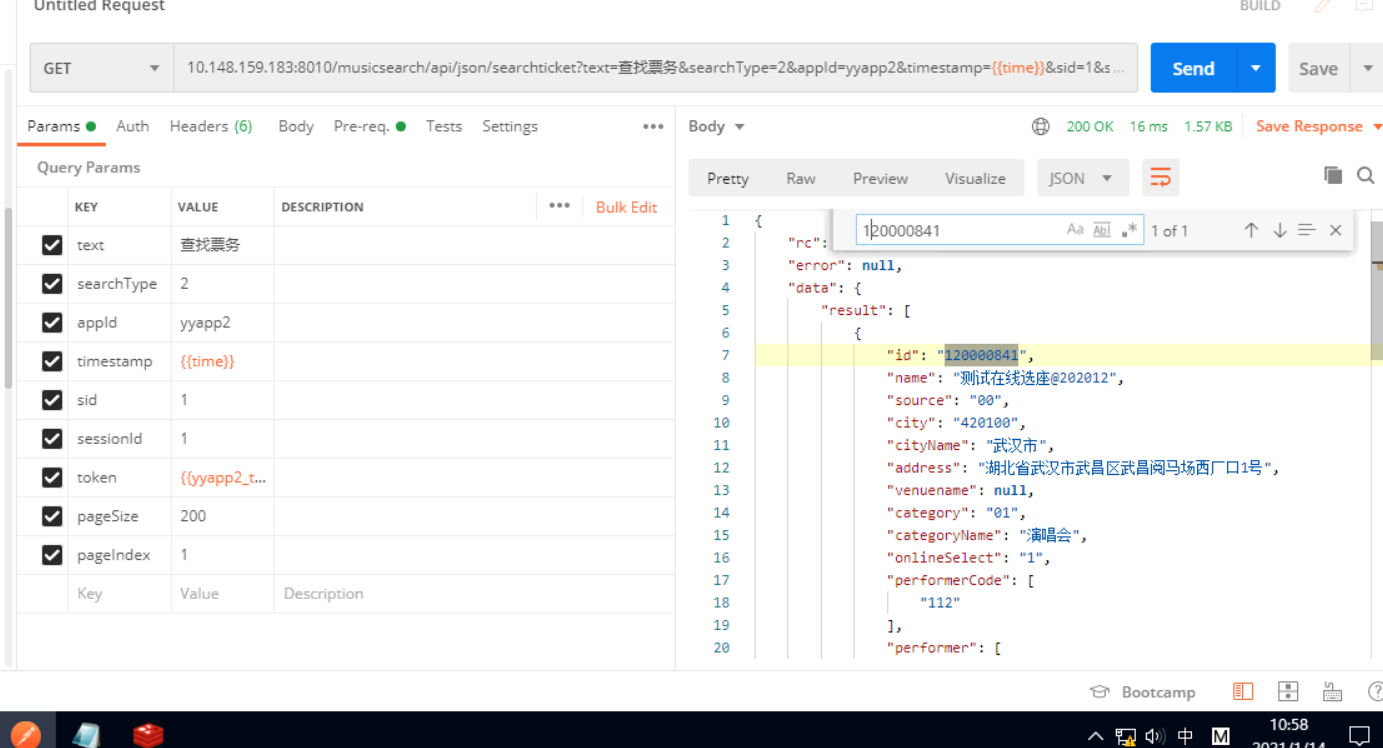 Untitled Request
BUILD
GET
10.148.159.183:8010/musicsearch/api/json/searchticket?text=查找票务&searchType=2&appId=yyapp2&timestamp={{time}}&sid=1&s...
Send
Save
Params Auth Headers (6) Body Pre-req. Tests Settings
Query Params
KEY VALUE DESCRIPTION Bulk Edit
text 查找票务
searchType 2
appId yyapp2
timestamp {{time}}
sid 1
sessionId 1
token {{yyapp2_t...
pageSize 200
pageIndex 1
Key Value Description
Body 200 OK 16 ms 1.57 KB Save Response
Pretty Raw Preview Visualize JSON
120000841 Aa Abl .* 1 of 1
1 {
2 "rc":
3 "error": null,
4 "data": {
5 "result": [
6 {
7 "id": "120000841",
8 "name": "测试在线选座@202012",
9 "source": "00",
10 "city": "420100",
11 "cityName": "武汉市",
12 "address": "湖北省武汉市武昌区武昌阅马场西厂口1号",
13 "venuename": null,
14 "category": "01",
15 "categoryName": "演唱会",
16 "onlineSelect": "1",
17 "performerCode": [
18 "112"
19 ],
20 "performer": [
Bootcamp
中 M 10:58
2021/1/14